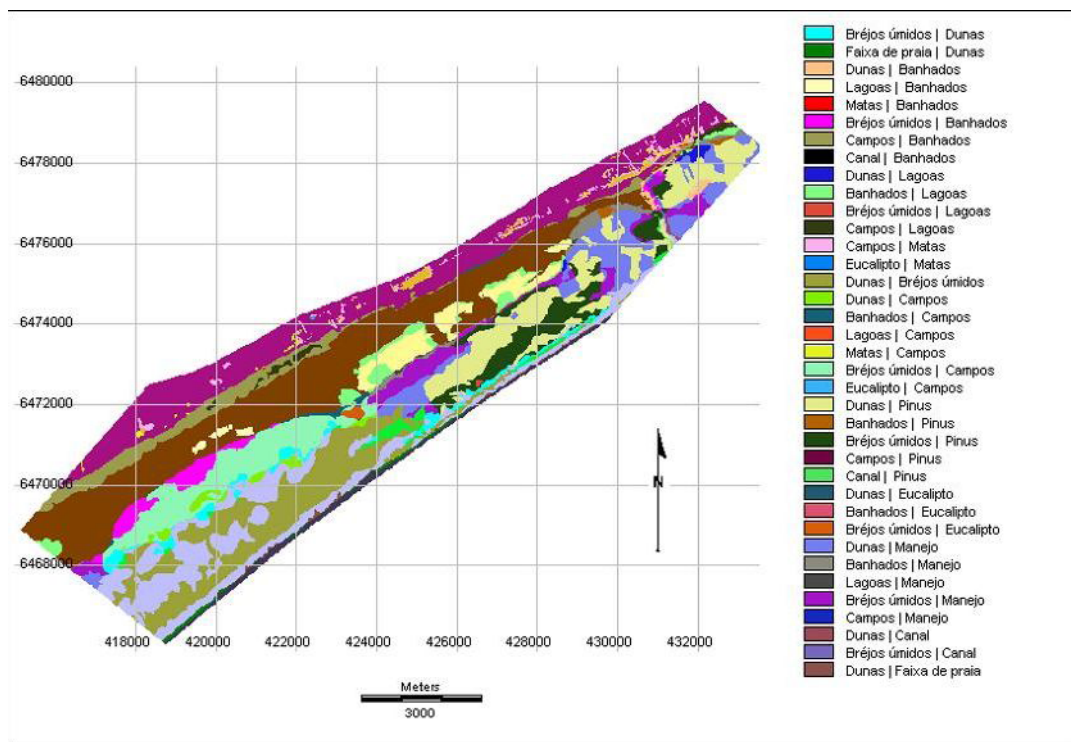 6480000
6478000
6476000
6474000
6472000
6470000
6468000
418000 420000 422000 424000 426000 428000 430000 432000
N
Meters
3000
Bréjos úmidos | Dunas
Faixa de praia | Dunas
Dunas | Banhados
Lagoas | Banhados
Matas | Banhados
Bréjos úmidos | Banhados
Campos | Banhados
Canal | Banhados
Dunas | Lagoas
Banhados | Lagoas
Bréjos úmidos | Lagoas
Campos | Lagoas
Campos | Matas
Eucalipto | Matas
Dunas | Bréjos úmidos
Dunas | Campos
Banhados | Campos
Lagoas | Campos
Matas | Campos
Bréjos úmidos | Campos
Eucalipto | Campos
Dunas | Pinus
Banhados | Pinus
Bréjos úmidos | Pinus
Campos | Pinus
Canal | Pinus
Dunas | Eucalipto
Banhados | Eucalipto
Bréjos úmidos | Eucalipto
Dunas | Manejo
Banhados | Manejo
Lagoas | Manejo
Bréjos úmidos | Manejo
Campos | Manejo
Dunas | Canal
Bréjos úmidos | Canal
Dunas | Faixa de praia